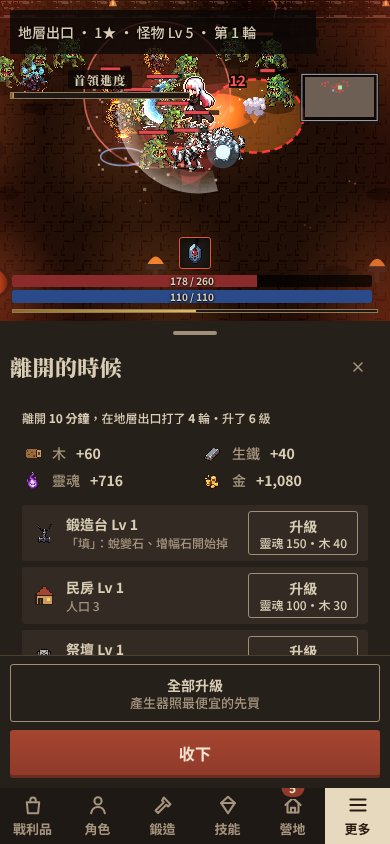 地層出口 · 1★ · 怪物 Lv 5 · 第 1 輪
首領進度
12
178 / 260
110 / 110
離開的時候
離開 10 分鐘，在地層出口打了 4 輪 · 升了 6 級
木 +60
生鐵 +40
靈魂 +716
金 +1,080
鍛造台 Lv 1
「填」：蛻變石、增幅石開始掉
升級
靈魂 150 · 木 40
民房 Lv 1
人口 3
升級
靈魂 100 · 木 30
祭壇 Lv 1
升級
全部升級
產生器照最便宜的先買
收下
5
戰利品
角色
鍛造
技能
營地
更多